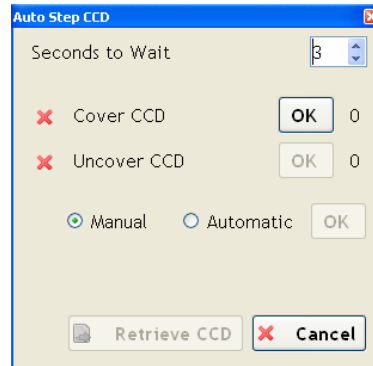 Auto Step CCD
Seconds to Wait 3
Cover CCD OK 0
Uncover CCD OK 0
Manual Automatic OK
Retrieve CCD Cancel